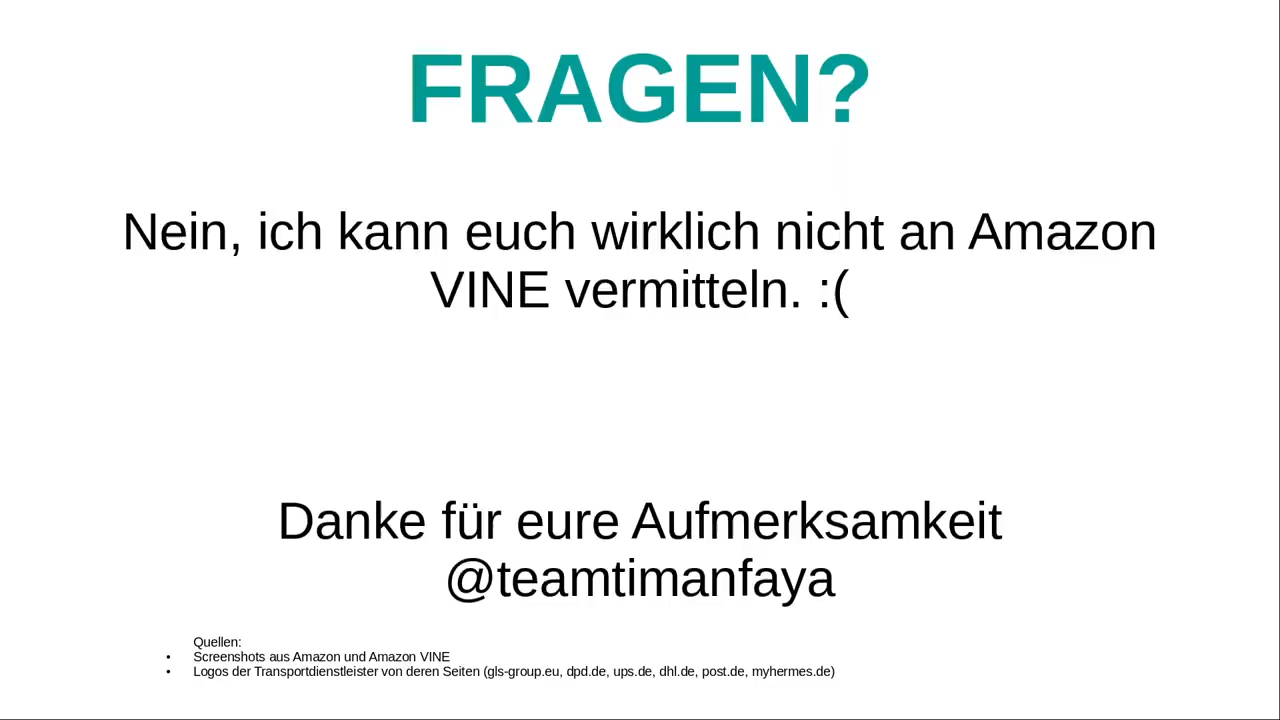 FRAGEN?
Nein, ich kann euch wirklich nicht an Amazon
VINE vermitteln. :(
Danke für eure Aufmerksamkeit
@teamtimanfaya
Quellen:
• Screenshots aus Amazon und Amazon VINE
• Logos der Transportdienstleister von deren Seiten (gls-group.eu, dpd.de, ups.de, dhl.de, post.de, myhermes.de)